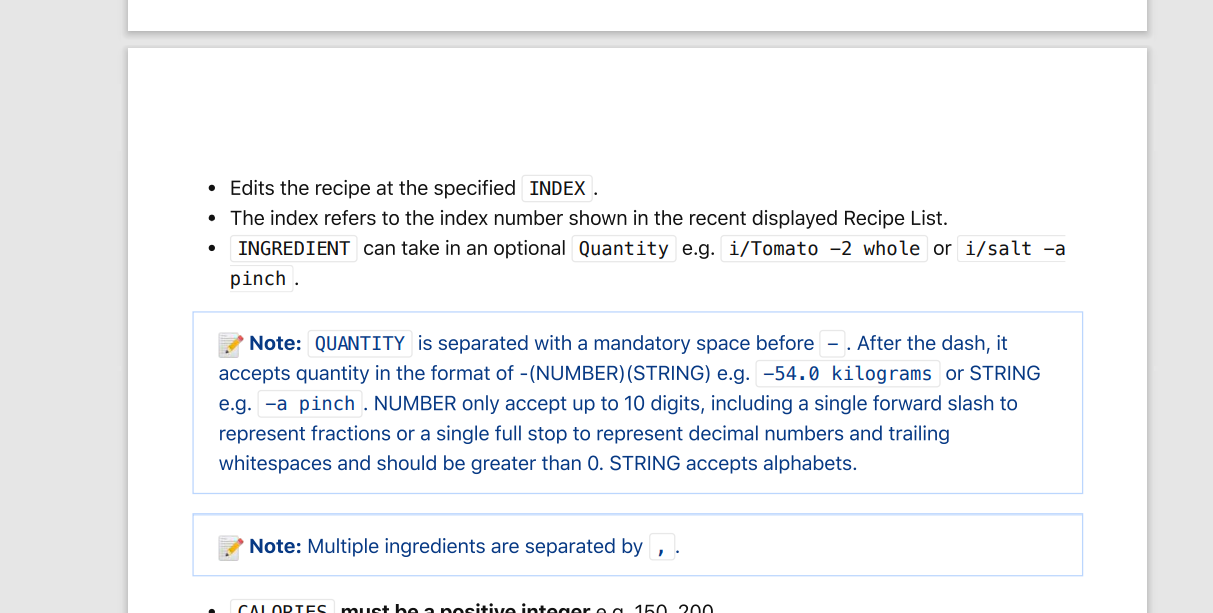 • Edits the recipe at the specified INDEX .
• The index refers to the index number shown in the recent displayed Recipe List.
• INGREDIENT can take in an optional Quantity e.g. i/Tomato -2 whole or i/salt -a
pinch .
📝 Note: QUANTITY is separated with a mandatory space before - . After the dash, it
accepts quantity in the format of -(NUMBER)(STRING) e.g. -54.0 kilograms or STRING
e.g. -a pinch . NUMBER only accept up to 10 digits, including a single forward slash to
represent fractions or a single full stop to represent decimal numbers and trailing
whitespaces and should be greater than 0. STRING accepts alphabets.
📝 Note: Multiple ingredients are separated by , .
• CALORIES must be a positive integer e.g. 150, 200